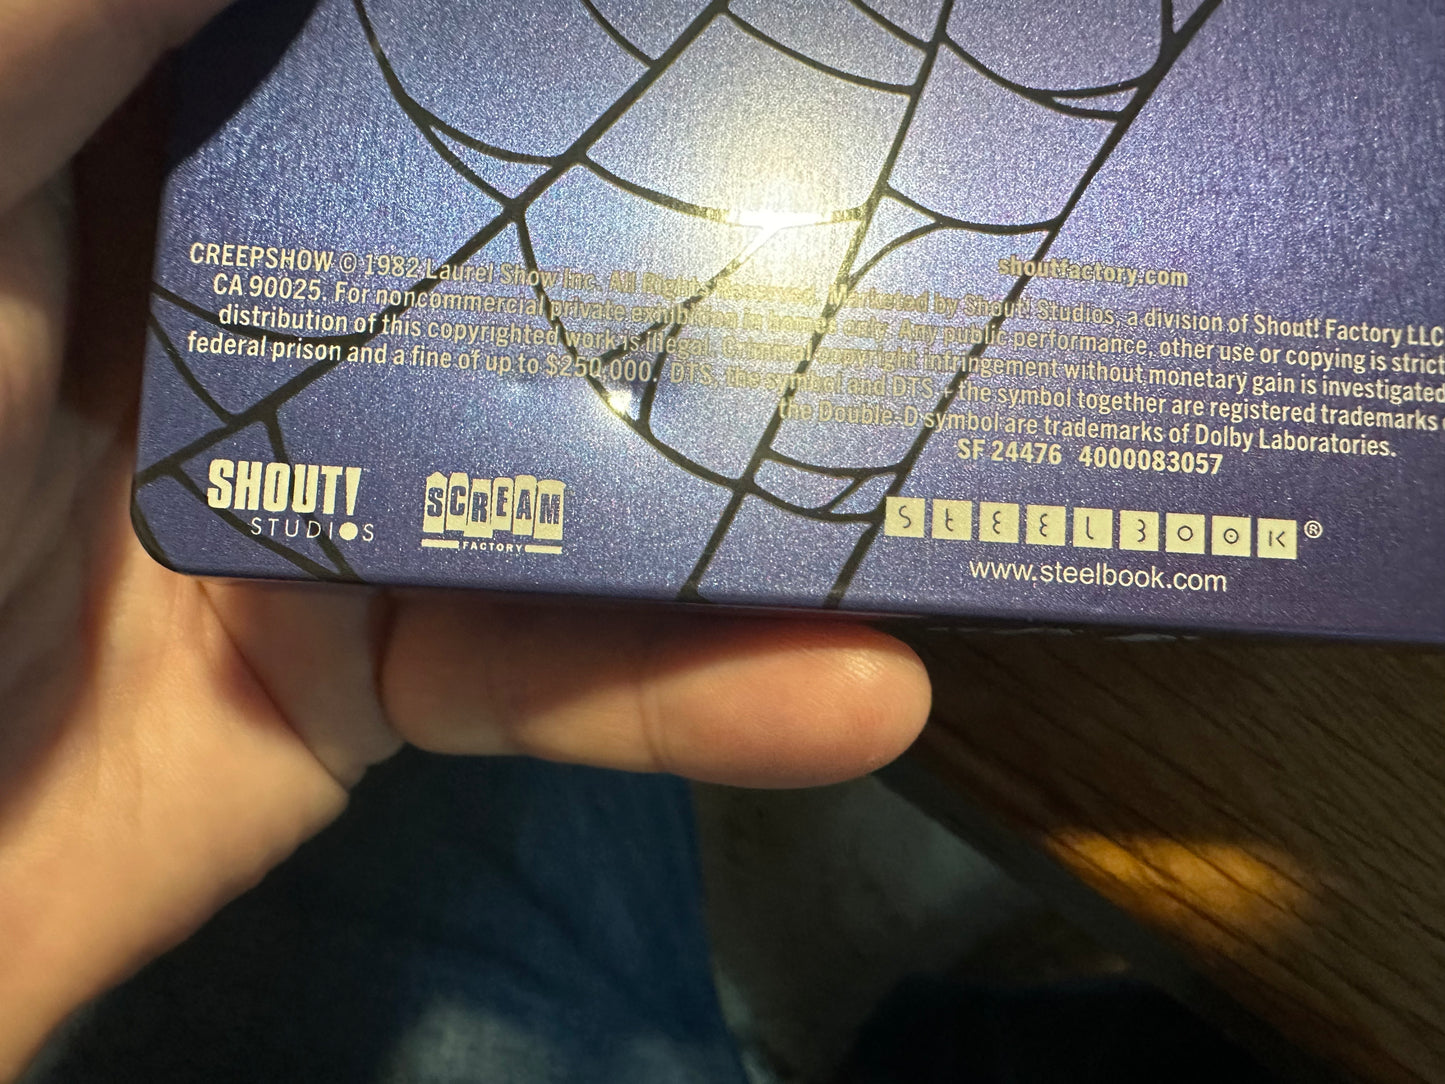 shoutfactory.com
CREEPSHOW © 1982 Laurel Show Inc. All Rights Reserved. Marketed by Shout! Studios, a division of Shout! Factory LLC
CA 90025. For noncommercial private exhibition in homes only. Any public performance, other use or copying is strict
distribution of this copyrighted work is illegal. Criminal copyright infringement without monetary gain is investigated
federal prison and a fine of up to $250,000. DTS, the symbol and DTS + the symbol together are registered trademarks
the Double-D symbol are trademarks of Dolby Laboratories.
SF 24476 4000083057
SHOUT!
STUDIOS
SCREAM
FACTORY
STEELBOOK®
www.steelbook.com